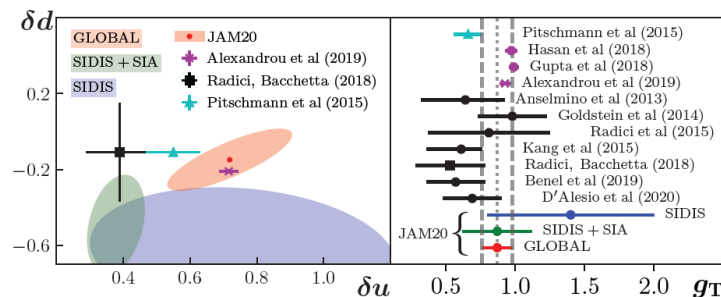 δd
GLOBAL
SIDIS + SIA
SIDIS
JAM20
Alexandrou et al (2019)
Radici, Bacchetta (2018)
Pitschmann et al (2015)
0.2
−0.2
−0.6
0.4
0.6
0.8
1.0
δu
Pitschmann et al (2015)
Hasan et al (2018)
Gupta et al (2018)
Alexandrou et al (2019)
Anselmino et al (2013)
Goldstein et al (2014)
Radici et al (2015)
Kang et al (2015)
Radici, Bacchetta (2018)
Benel et al (2019)
D′Alesio et al (2020)
SIDIS
JAM20
SIDIS + SIA
GLOBAL
0.5
1.0
1.5
2.0
gT